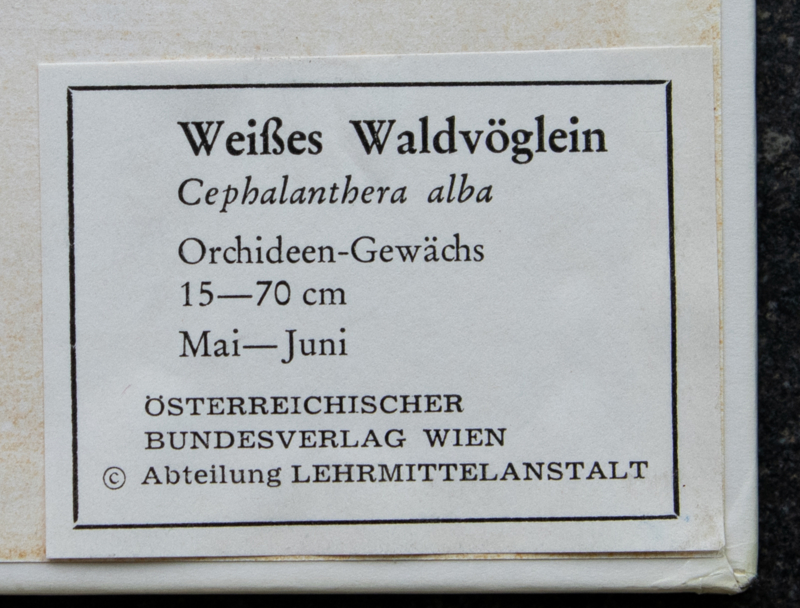 Weißes Waldvöglein
Cephalanthera alba
Orchideen-Gewächs
15—70 cm
Mai—Juni
ÖSTERREICHISCHER
BUNDESVERLAG WIEN
© Abteilung LEHRMITTELANSTALT